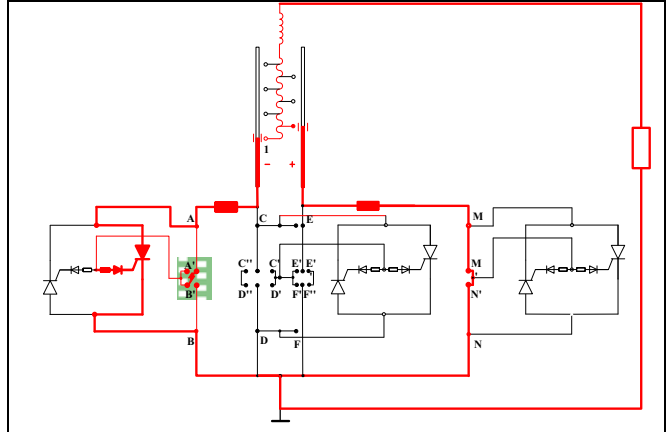 1
− +
A C E M
A' C'' C' E' E' M
'
B' D'' D' F' F'' N'
B D F N